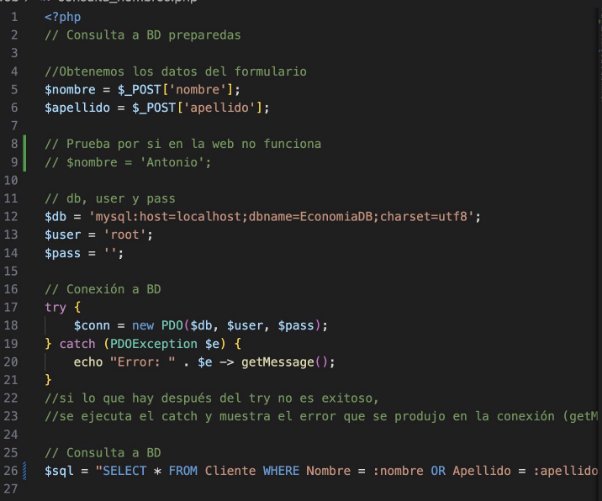 consulta_nombres.php
1 <?php
2 // Consulta a BD preparedas
3
4 //Obtenemos los datos del formulario
5 $nombre = $_POST['nombre'];
6 $apellido = $_POST['apellido'];
7
8 // Prueba por si en la web no funciona
9 // $nombre = 'Antonio';
10
11 // db, user y pass
12 $db = 'mysql:host=localhost;dbname=EconomiaDB;charset=utf8';
13 $user = 'root';
14 $pass = '';
15
16 // Conexión a BD
17 try {
18 $conn = new PDO($db, $user, $pass);
19 } catch (PDOException $e) {
20 echo "Error: " . $e -> getMessage();
21 }
22 //si lo que hay después del try no es exitoso,
23 //se ejecuta el catch y muestra el error que se produjo en la conexión (getM
24
25 // Consulta a BD
26 $sql = "SELECT * FROM Cliente WHERE Nombre = :nombre OR Apellido = :apellido
27